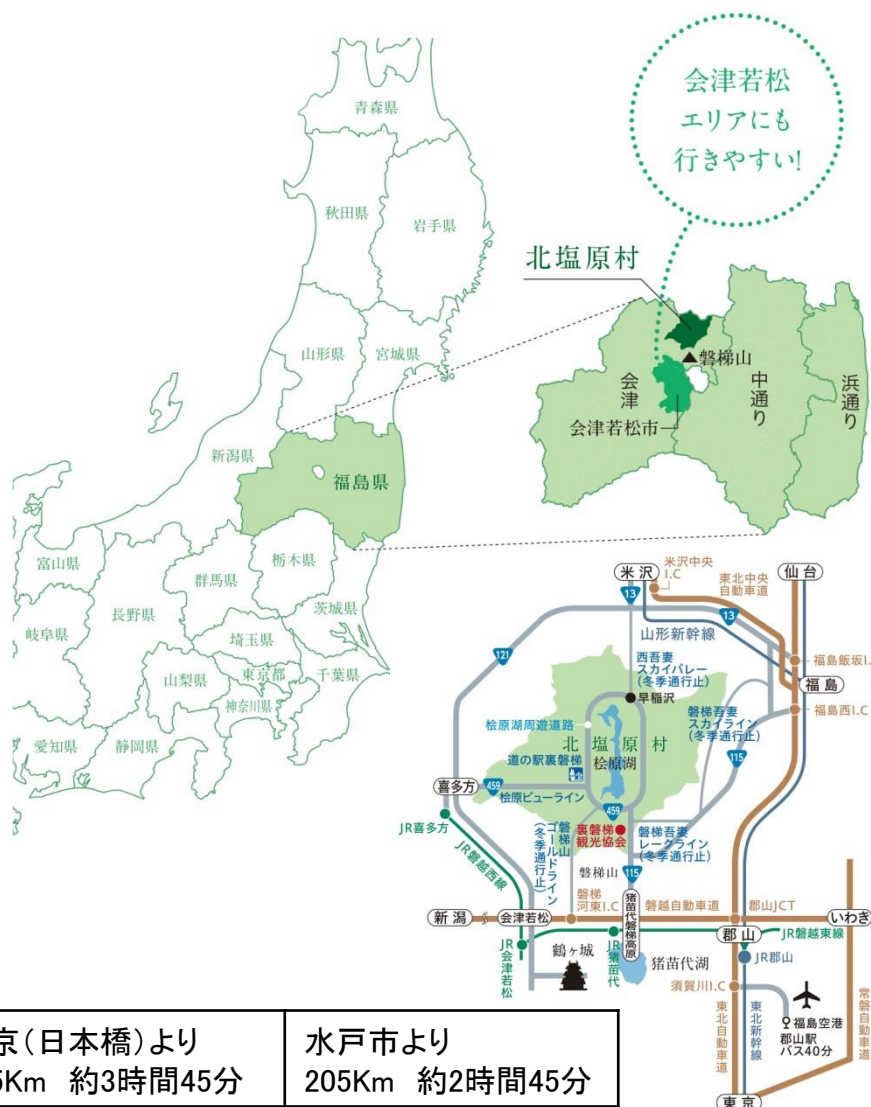 会津若松
エリアにも
行きやすい!
青森県
秋田県
岩手県
山形県
宮城県
新潟県
福島県
富山県
栃木県
群馬県
長野県
茨城県
岐阜県
埼玉県
山梨県
東京都
千葉県
神奈川県
愛知県
静岡県
北塩原村
▲磐梯山
会津
中通り
浜通り
会津若松市
米沢
米沢中央
I.C
東北中央
自動車道
仙台
13
13
山形新幹線
121
福島飯坂I.
福島
福島西I.C
西吾妻
スカイバレー
(冬季通行止)
早稲沢
磐梯吾妻
スカイライン
(冬季通行止)
桧原湖周遊道路
北塩原村
桧原湖
道の駅裏磐梯
115
喜多方
459
桧原ビューライン
459
JR喜多方
JR磐越西線
磐梯山
ゴールドライン
(冬季通行止)
裏磐梯
観光協会
磐梯吾妻
レークライン
(冬季通行止)
磐梯山
115
新潟
会津若松
磐梯
河東I.C
猪苗代磐梯高原
磐越自動車道
郡山JCT
いわき
郡山
JR磐越東線
JR会津若松
鶴ヶ城
JR猪苗代
猪苗代湖
JR郡山
須賀川I.C
福島空港
郡山駅
バス40分
東北自動車道
東北新幹線
常磐自動車道
東京
京(日本橋)より
5Km 約3時間45分
水戸市より
205Km 約2時間45分